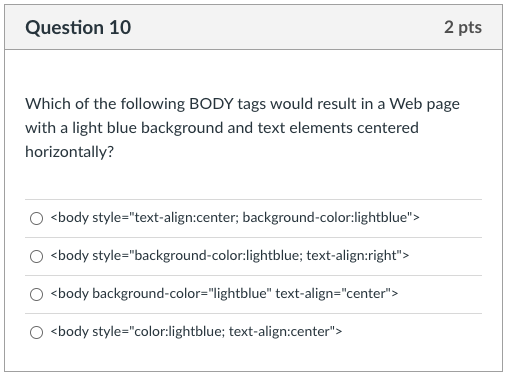 Question 10
2 pts
Which of the following BODY tags would result in a Web page
with a light blue background and text elements centered
horizontally?
<body style="text-align:center; background-color:lightblue">
<body style="background-color:lightblue; text-align:right">
<body background-color="lightblue" text-align="center">
<body style="color:lightblue; text-align:center">